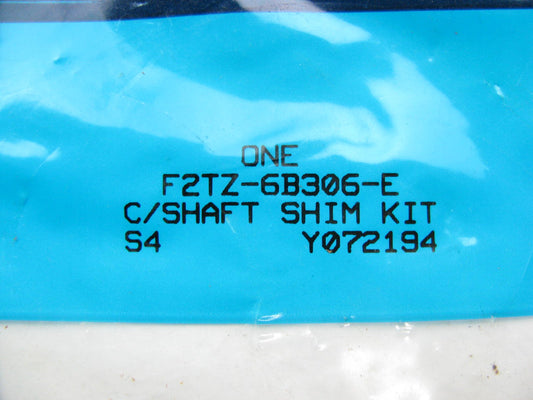 ONE
F2TZ-6B306-E
C/SHAFT SHIM KIT
S4 Y072194